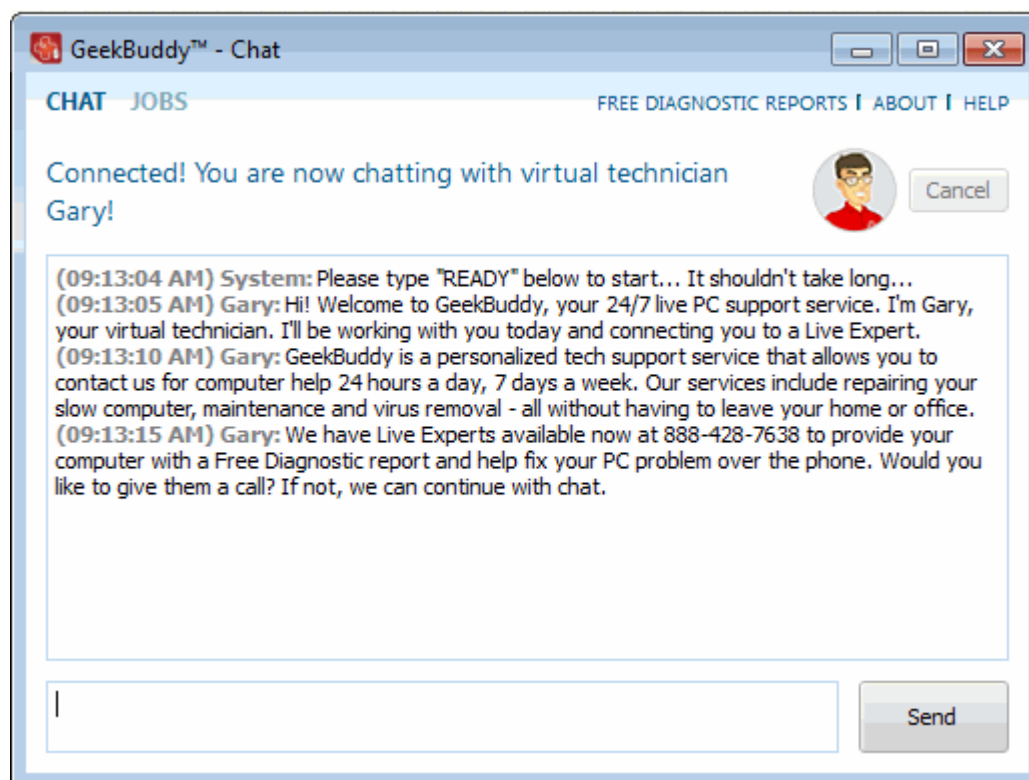 GeekBuddy™ - Chat
CHAT JOBS
FREE DIAGNOSTIC REPORTS | ABOUT | HELP
Connected! You are now chatting with virtual technician
Gary!
Cancel
(09:13:04 AM) System: Please type "READY" below to start... It shouldn't take long...
(09:13:05 AM) Gary: Hi! Welcome to GeekBuddy, your 24/7 live PC support service. I'm Gary,
your virtual technician. I'll be working with you today and connecting you to a Live Expert.
(09:13:10 AM) Gary: GeekBuddy is a personalized tech support service that allows you to
contact us for computer help 24 hours a day, 7 days a week. Our services include repairing your
slow computer, maintenance and virus removal - all without having to leave your home or office.
(09:13:15 AM) Gary: We have Live Experts available now at 888-428-7638 to provide your
computer with a Free Diagnostic report and help fix your PC problem over the phone. Would you
like to give them a call? If not, we can continue with chat.
Send